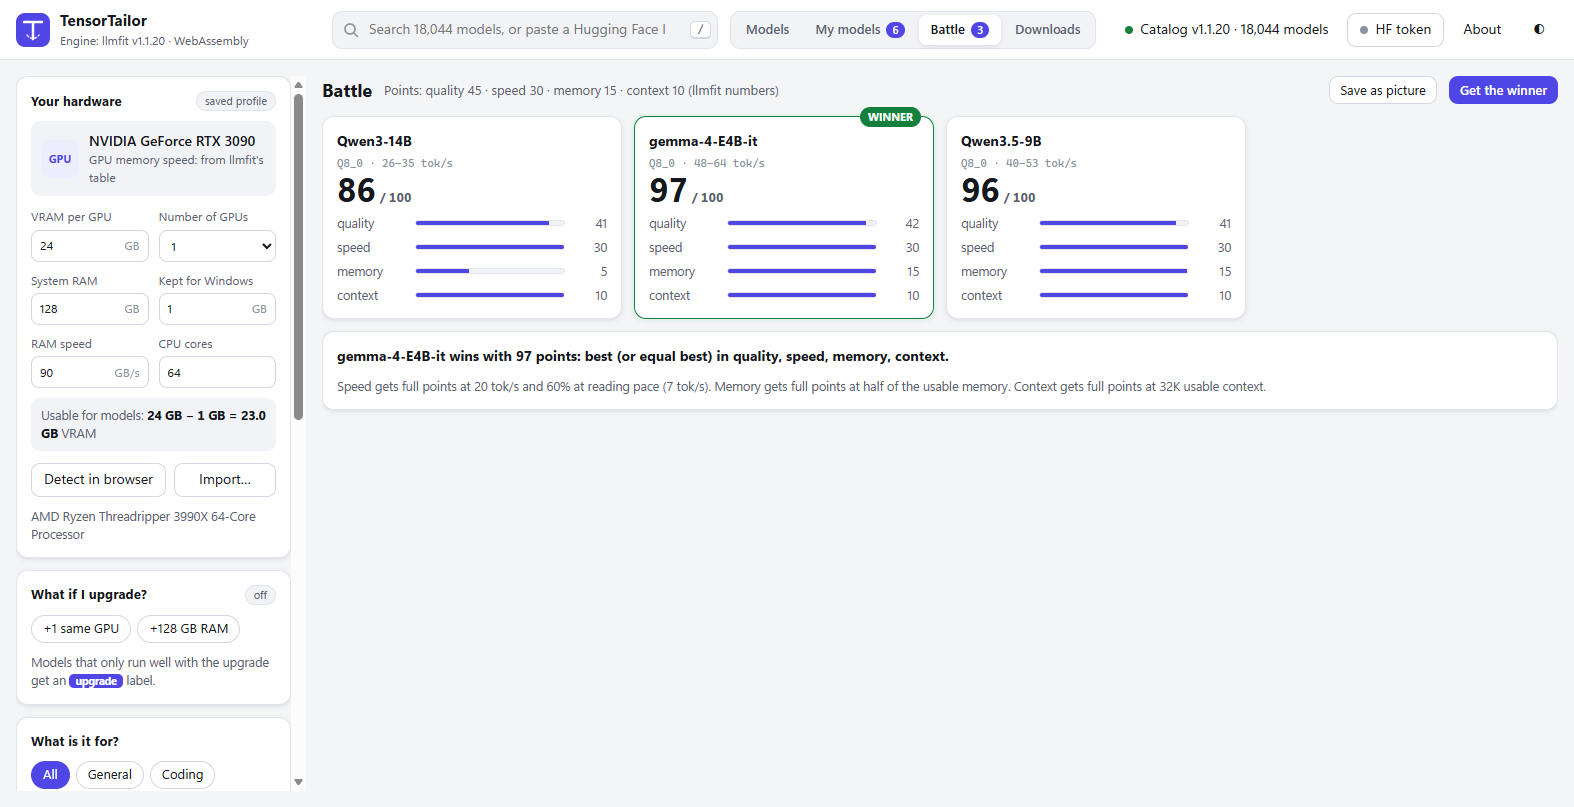 TensorTailor
Engine: llmfit v1.1.20 · WebAssembly
Search 18,044 models, or paste a Hugging Face l
/
Models
My models 6
Battle 3
Downloads
Catalog v1.1.20 · 18,044 models
HF token
About
Your hardware
saved profile
GPU
NVIDIA GeForce RTX 3090
GPU memory speed: from llmfit's
table
VRAM per GPU
Number of GPUs
24 GB
1
System RAM
Kept for Windows
128 GB
1 GB
RAM speed
CPU cores
90 GB/s
64
Usable for models: 24 GB – 1 GB = 23.0
GB VRAM
Detect in browser
Import...
AMD Ryzen Threadripper 3990X 64-Core
Processor
What if I upgrade?
off
+1 same GPU
+128 GB RAM
Models that only run well with the upgrade
get an upgrade label.
What is it for?
All
General
Coding
Battle
Points: quality 45 · speed 30 · memory 15 · context 10 (llmfit numbers)
Save as picture
Get the winner
Qwen3-14B
Q8_0 · 26–35 tok/s
86 / 100
quality 41
speed 30
memory 5
context 10
WINNER
gemma-4-E4B-it
Q8_0 · 48–64 tok/s
97 / 100
quality 42
speed 30
memory 15
context 10
Qwen3.5-9B
Q8_0 · 40–53 tok/s
96 / 100
quality 41
speed 30
memory 15
context 10
gemma-4-E4B-it wins with 97 points: best (or equal best) in quality, speed, memory, context.
Speed gets full points at 20 tok/s and 60% at reading pace (7 tok/s). Memory gets full points at half of the usable memory. Context gets full points at 32K usable context.